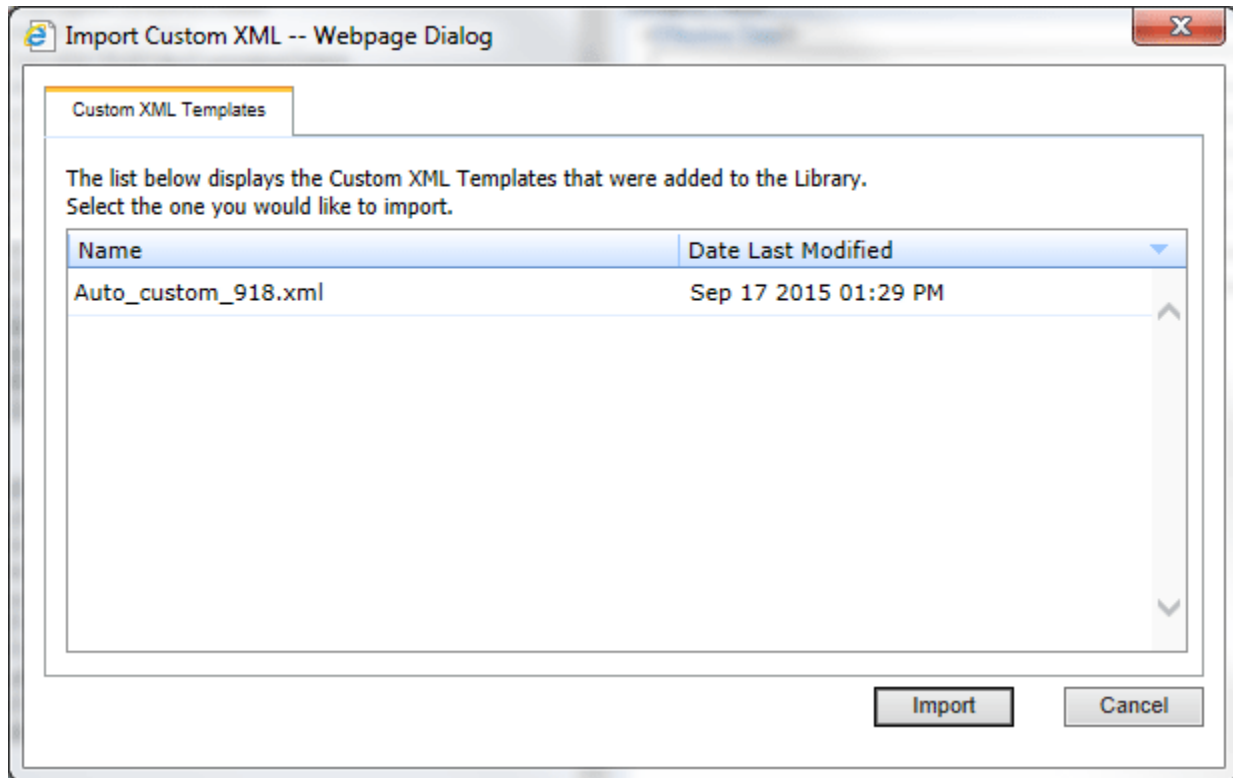 Import Custom XML -- Webpage Dialog
Custom XML Templates
The list below displays the Custom XML Templates that were added to the Library.
Select the one you would like to import.
Name Date Last Modified
Auto_custom_918.xml Sep 17 2015 01:29 PM
Import Cancel